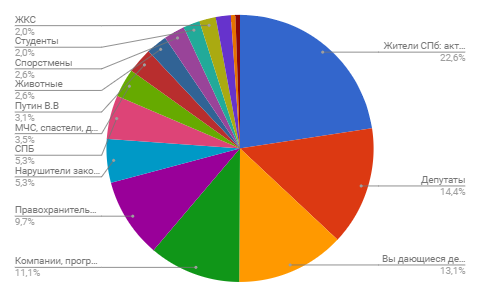 ЖКС
2,0%
Студенты
2,0%
Спорстмены
2,6%
Животные
2,6%
Путин В.В
3,1%
МЧС, спастели, д...
3,5%
СПБ
5,3%
Нарушители зако...
5,3%
Правохранитель...
9,7%
Компании, прогр...
11,1%
Жители СПб: акт...
22,6%
Депутаты
14,4%
Вы дающиеся де...
13,1%